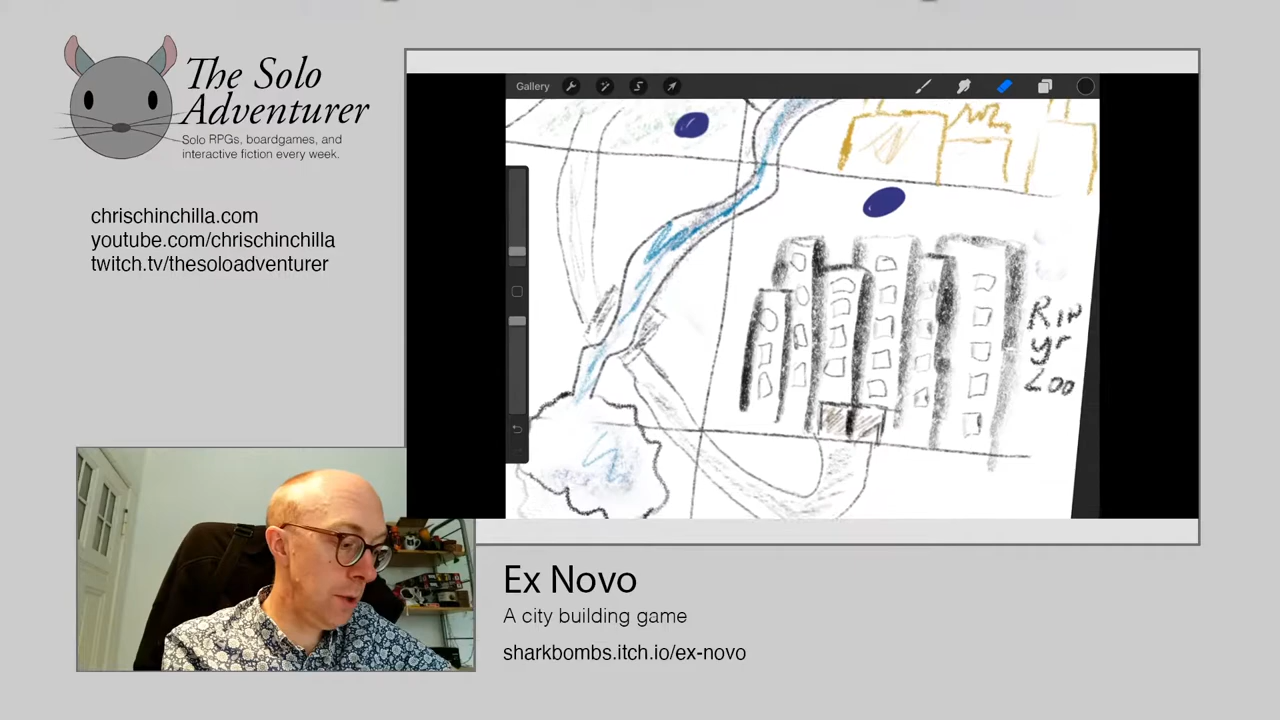 The Solo
Adventurer
Solo RPGs, boardgames, and
interactive fiction every week.
chrischinchilla.com
youtube.com/chrischinchilla
twitch.tv/thesoloadventurer
Gallery
RIP
yr
200
Ex Novo
A city building game
sharkbombs.itch.io/ex-novo